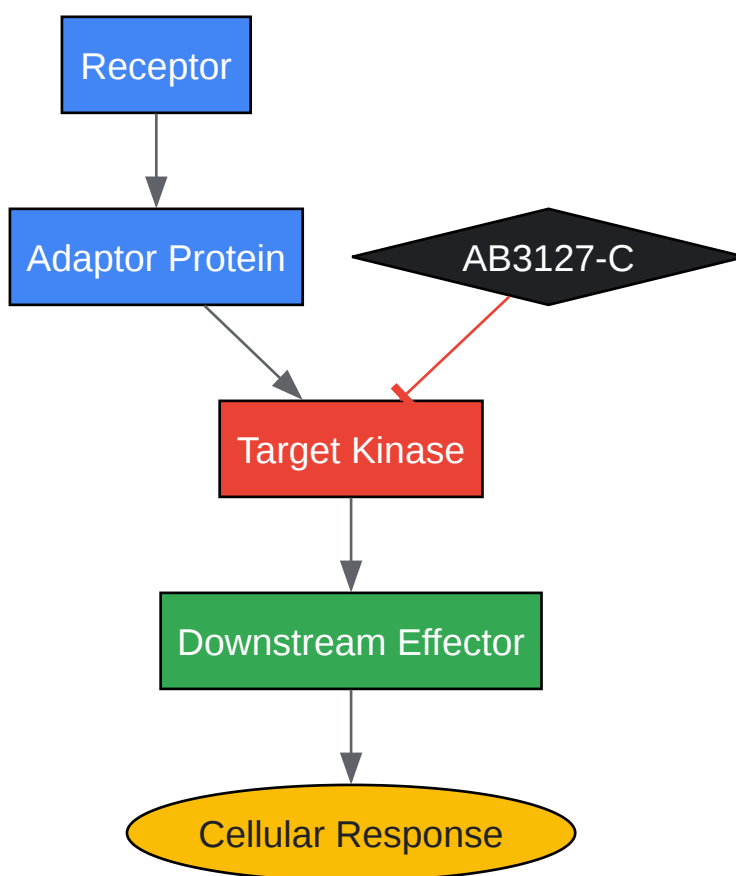 Receptor
Adaptor Protein
AB3127-C
Target Kinase
Downstream Effector
Cellular Response